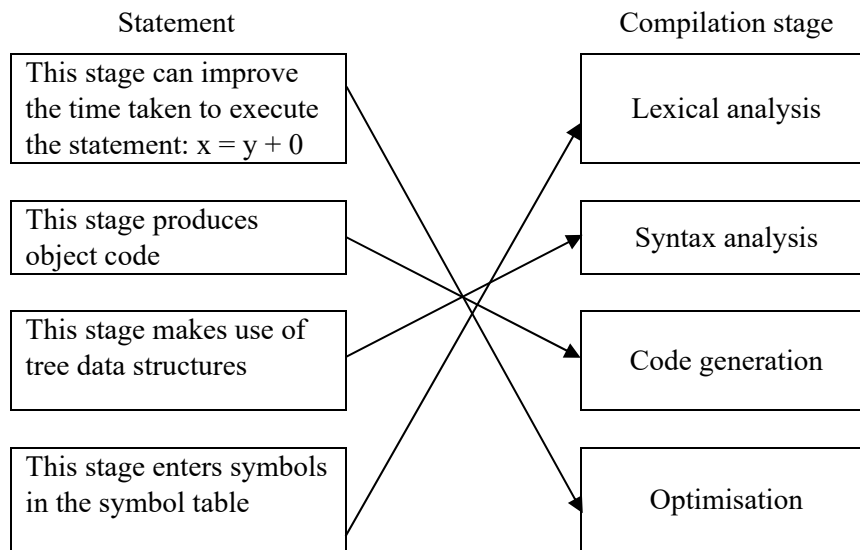 Statement
Compilation stage
This stage can improve
the time taken to execute
the statement: x = y + 0
Lexical analysis
This stage produces
object code
Syntax analysis
This stage makes use of
tree data structures
Code generation
This stage enters symbols
in the symbol table
Optimisation